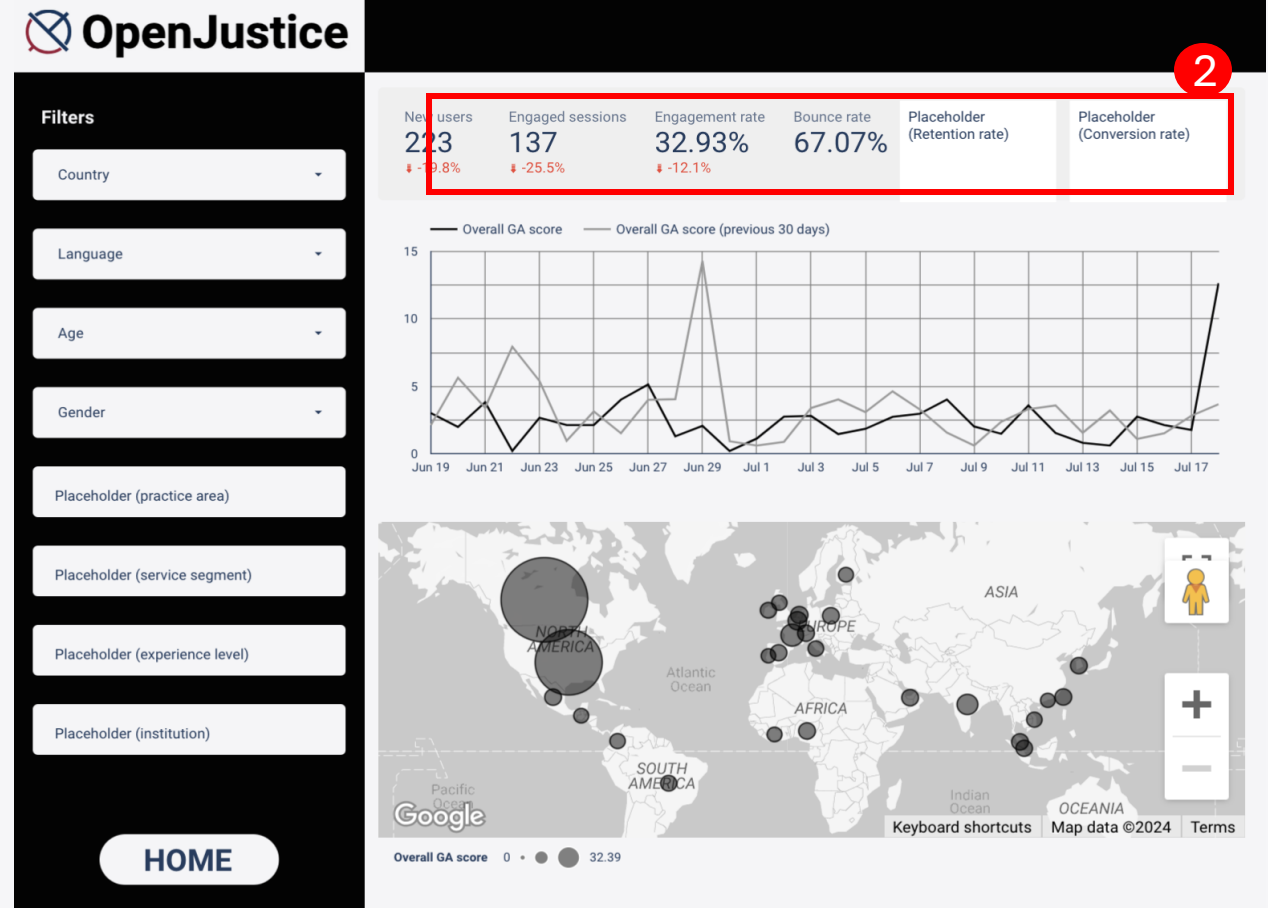 OpenJustice
2
Filters
Country
Language
Age
Gender
Placeholder (practice area)
Placeholder (service segment)
Placeholder (experience level)
Placeholder (institution)
HOME
New users
223
-19.8%
Engaged sessions
137
-25.5%
Engagement rate
32.93%
-12.1%
Bounce rate
67.07%
Placeholder
(Retention rate)
Placeholder
(Conversion rate)
Overall GA score
Overall GA score (previous 30 days)
15
10
5
0
Jun 19 Jun 21 Jun 23 Jun 25 Jun 27 Jun 29 Jul 1 Jul 3 Jul 5 Jul 7 Jul 9 Jul 11 Jul 13 Jul 15 Jul 17
NORTH
AMERICA
Atlantic
Ocean
EUROPE
ASIA
AFRICA
SOUTH
AMERICA
Pacific
Ocean
Indian
Ocean
OCEANIA
Google
+
−
Keyboard shortcuts Map data ©2024 Terms
Overall GA score 0 32.39